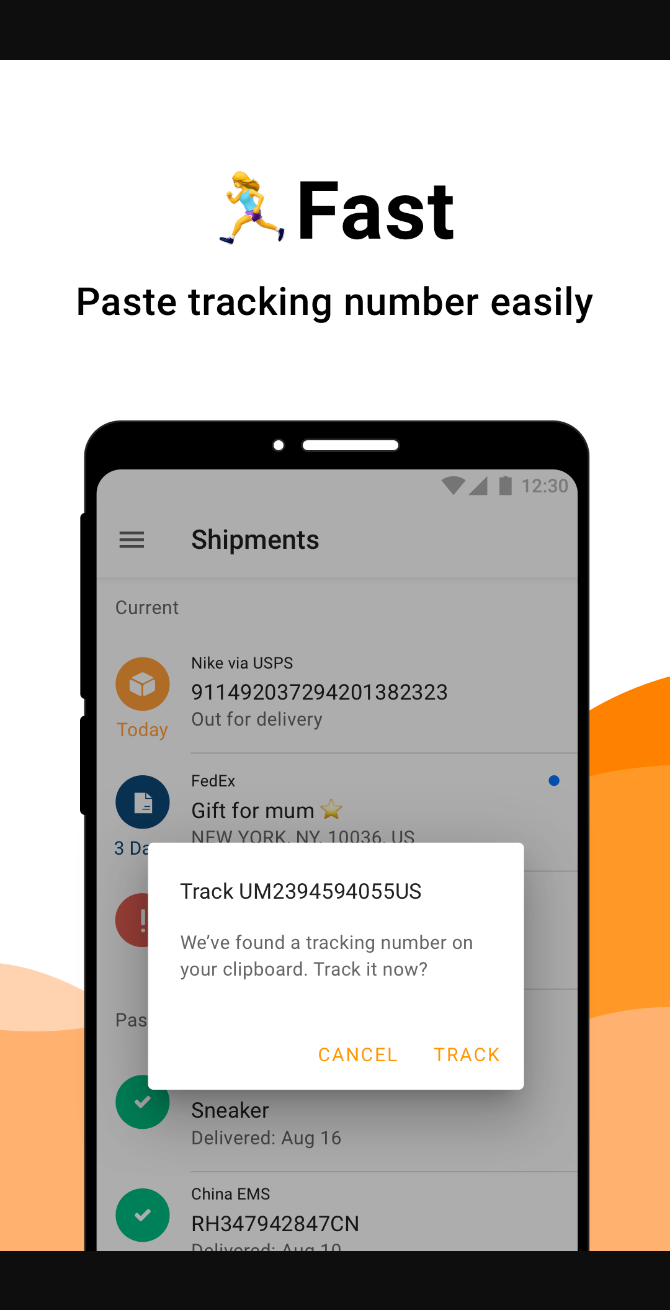 Fast
Paste tracking number easily
12:30
Shipments
Current
Nike via USPS
911492037294201382323
Out for delivery
Today
FedEx
Gift for mum ⭐
NEW YORK, NY, 10036, US
3 Da
Track UM2394594055US
We’ve found a tracking number on
your clipboard. Track it now?
CANCEL TRACK
Pas
Sneaker
Delivered: Aug 16
China EMS
RH347942847CN
Delivered: Aug 10